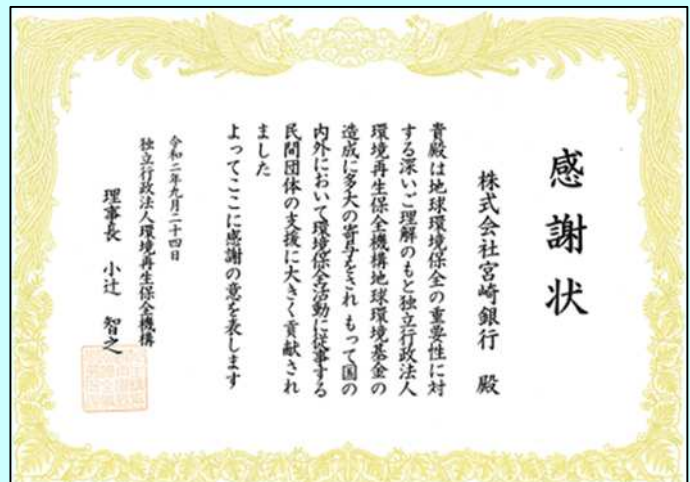 感謝状
株式会社宮崎銀行 殿
貴殿は地球環境保全の重要性に対
する深いご理解のもと独立行政法人
環境再生保全機構地球環境基金の
造成に多大の寄与をされ もって国の
内外において環境保全活動に従事する
民間団体の支援に大きく貢献され
ました
よってここに感謝の意を表します
令和二年九月二十四日
独立行政法人環境再生保全機構
理事長 小辻 智之